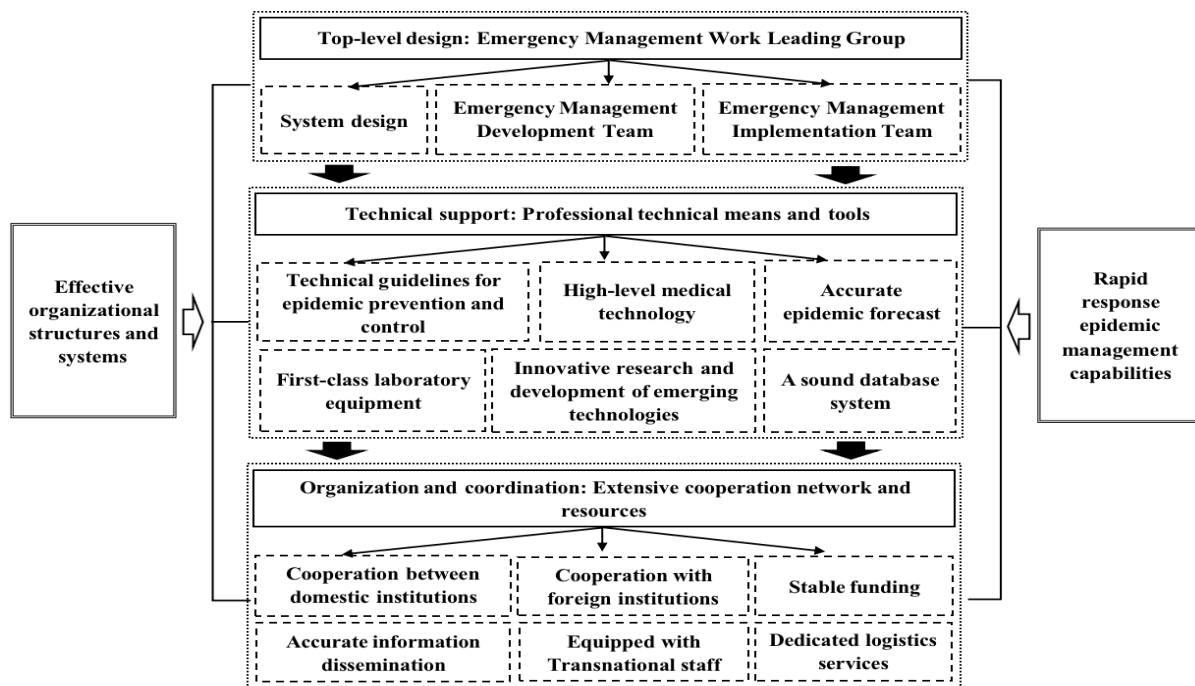 Top-level design: Emergency Management Work Leading Group
System design
Emergency Management
Development Team
Emergency Management
Implementation Team
Effective
organizational
structures and
systems
Technical support: Professional technical means and tools
Technical guidelines for
epidemic prevention and
control
High-level medical
technology
Accurate
epidemic forecast
First-class laboratory
equipment
Innovative research and
development of emerging
technologies
A sound database
system
Rapid
response
epidemic
management
capabilities
Organization and coordination: Extensive cooperation network and
resources
Cooperation between
domestic institutions
Cooperation with
foreign institutions
Stable funding
Accurate information
dissemination
Equipped with
Transnational staff
Dedicated logistics
services